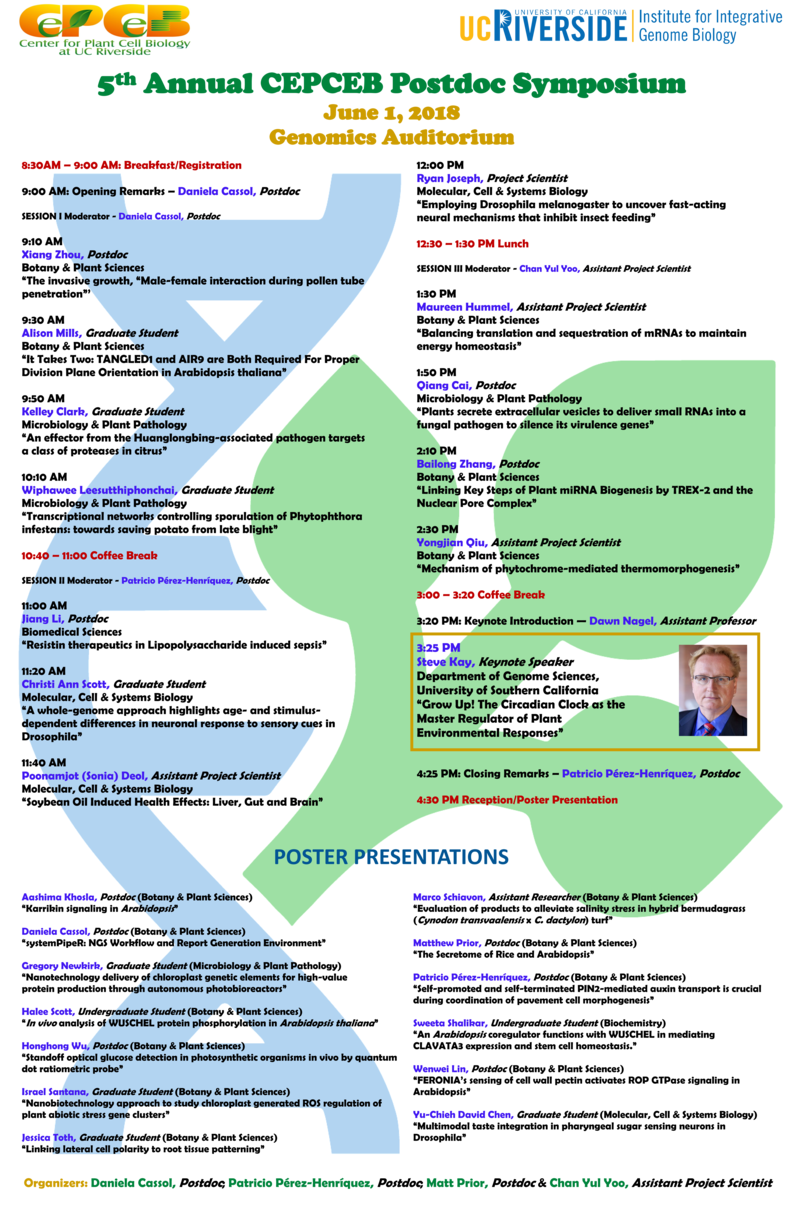 CEPCEB
Center for Plant Cell Biology
at UC Riverside
UNIVERSITY OF CALIFORNIA
UCRIVERSIDE
Institute for Integrative
Genome Biology
5th Annual CEPCEB Postdoc Symposium
June 1, 2018
Genomics Auditorium
8:30AM – 9:00 AM: Breakfast/Registration
9:00 AM: Opening Remarks – Daniela Cassol, Postdoc
SESSION I Moderator - Daniela Cassol, Postdoc
9:10 AM
Xiang Zhou, Postdoc
Botany & Plant Sciences
“The invasive growth, “Male-female interaction during pollen tube
penetration”’
9:30 AM
Alison Mills, Graduate Student
Botany & Plant Sciences
“It Takes Two: TANGLED1 and AIR9 are Both Required For Proper
Division Plane Orientation in Arabidopsis thaliana”
9:50 AM
Kelley Clark, Graduate Student
Microbiology & Plant Pathology
“An effector from the Huanglongbing-associated pathogen targets
a class of proteases in citrus”
10:10 AM
Wiphawee Leesutthiphonchai, Graduate Student
Microbiology & Plant Pathology
“Transcriptional networks controlling sporulation of Phytophthora
infestans: towards saving potato from late blight”
10:40 – 11:00 Coffee Break
SESSION II Moderator - Patricio Pérez-Henríquez, Postdoc
11:00 AM
Jiang Li, Postdoc
Biomedical Sciences
“Resistin therapeutics in Lipopolysaccharide induced sepsis”
11:20 AM
Christi Ann Scott, Graduate Student
Molecular, Cell & Systems Biology
“A whole-genome approach highlights age- and stimulus-
dependent differences in neuronal response to sensory cues in
Drosophila”
11:40 AM
Poonamjot (Sonia) Deol, Assistant Project Scientist
Molecular, Cell & Systems Biology
“Soybean Oil Induced Health Effects: Liver, Gut and Brain”
12:00 PM
Ryan Joseph, Project Scientist
Molecular, Cell & Systems Biology
“Employing Drosophila melanogaster to uncover fast-acting
neural mechanisms that inhibit insect feeding”
12:30 – 1:30 PM Lunch
SESSION III Moderator - Chan Yul Yoo, Assistant Project Scientist
1:30 PM
Maureen Hummel, Assistant Project Scientist
Botany & Plant Sciences
“Balancing translation and sequestration of mRNAs to maintain
energy homeostasis”
1:50 PM
Qiang Cai, Postdoc
Microbiology & Plant Pathology
“Plants secrete extracellular vesicles to deliver small RNAs into a
fungal pathogen to silence its virulence genes”
2:10 PM
Bailong Zhang, Postdoc
Botany & Plant Sciences
“Linking Key Steps of Plant miRNA Biogenesis by TREX-2 and the
Nuclear Pore Complex”
2:30 PM
Yongjian Qiu, Assistant Project Scientist
Botany & Plant Sciences
“Mechanism of phytochrome-mediated thermomorphogenesis”
3:00 – 3:20 Coffee Break
3:20 PM: Keynote Introduction — Dawn Nagel, Assistant Professor
3:25 PM
Steve Kay, Keynote Speaker
Department of Genome Sciences,
University of Southern California
“Grow Up! The Circadian Clock as the
Master Regulator of Plant
Environmental Responses”
4:25 PM: Closing Remarks – Patricio Pérez-Henríquez, Postdoc
4:30 PM Reception/Poster Presentation
POSTER PRESENTATIONS
Aashima Khosla, Postdoc (Botany & Plant Sciences)
“Karrikin signaling in Arabidopsis”
Daniela Cassol, Postdoc (Botany & Plant Sciences)
“systemPipeR: NGS Workflow and Report Generation Environment”
Gregory Newkirk, Graduate Student (Microbiology & Plant Pathology)
“Nanotechnology delivery of chloroplast genetic elements for high-value
protein production through autonomous photobioreactors”
Halee Scott, Undergraduate Student (Botany & Plant Sciences)
“In vivo analysis of WUSCHEL protein phosphorylation in Arabidopsis thaliana”
Honghong Wu, Postdoc (Botany & Plant Sciences)
“Standoff optical glucose detection in photosynthetic organisms in vivo by quantum
dot ratiometric probe”
Israel Santana, Graduate Student (Botany & Plant Sciences)
“Nanobiotechnology approach to study chloroplast generated ROS regulation of
plant abiotic stress gene clusters”
Jessica Toth, Graduate Student (Botany & Plant Sciences)
“Linking lateral cell polarity to root tissue patterning”
Marco Schiavon, Assistant Researcher (Botany & Plant Sciences)
“Evaluation of products to alleviate salinity stress in hybrid bermudagrass
(Cynodon transvaalensis x C. dactylon) turf”
Matthew Prior, Postdoc (Botany & Plant Sciences)
“The Secretome of Rice and Arabidopsis”
Patricio Pérez-Henríquez, Postdoc (Botany & Plant Sciences)
“Self-promoted and self-terminated PIN2-mediated auxin transport is crucial
during coordination of pavement cell morphogenesis”
Sweeta Shalikar, Undergraduate Student (Biochemistry)
“An Arabidopsis coregulator functions with WUSCHEL in mediating
CLAVATA3 expression and stem cell homeostasis.”
Wenwei Lin, Postdoc (Botany & Plant Sciences)
“FERONIA’s sensing of cell wall pectin activates ROP GTPase signaling in
Arabidopsis”
Yu-Chieh David Chen, Graduate Student (Molecular, Cell & Systems Biology)
“Multimodal taste integration in pharyngeal sugar sensing neurons in
Drosophila”
Organizers: Daniela Cassol, Postdoc; Patricio Pérez-Henríquez, Postdoc; Matt Prior, Postdoc & Chan Yul Yoo, Assistant Project Scientist